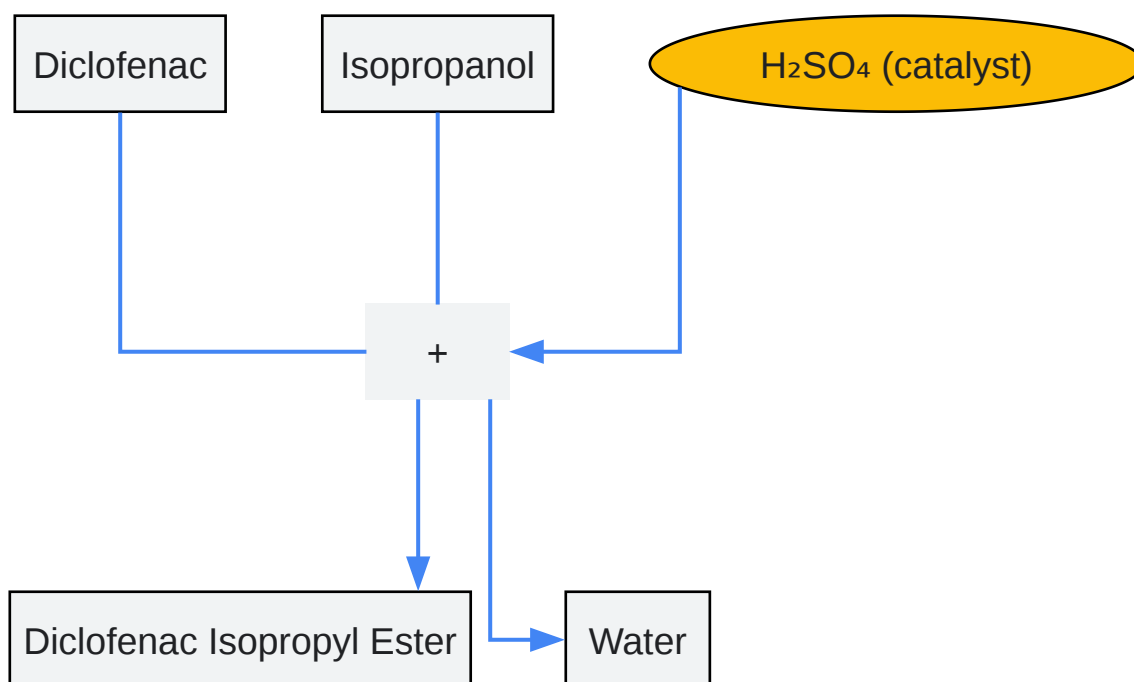 Diclofenac
Isopropanol
H₂SO₄ (catalyst)
+
Diclofenac Isopropyl Ester
Water